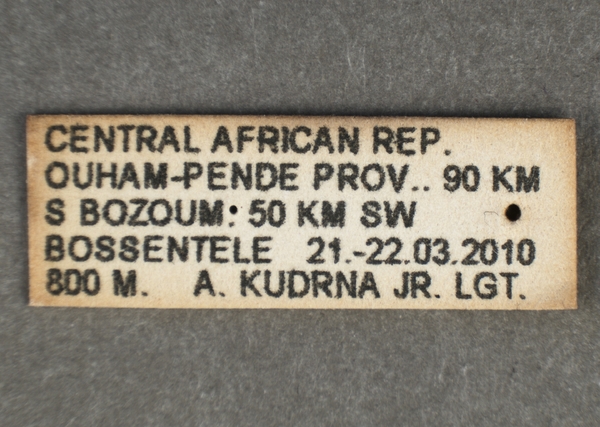 CENTRAL AFRICAN REP.
OUHAM-PENDE PROV.. 90 KM
S BOZOUM: 50 KM SW
BOSSENTELE 21.-22.03.2010
800 M. A. KUDRNA JR. LGT.